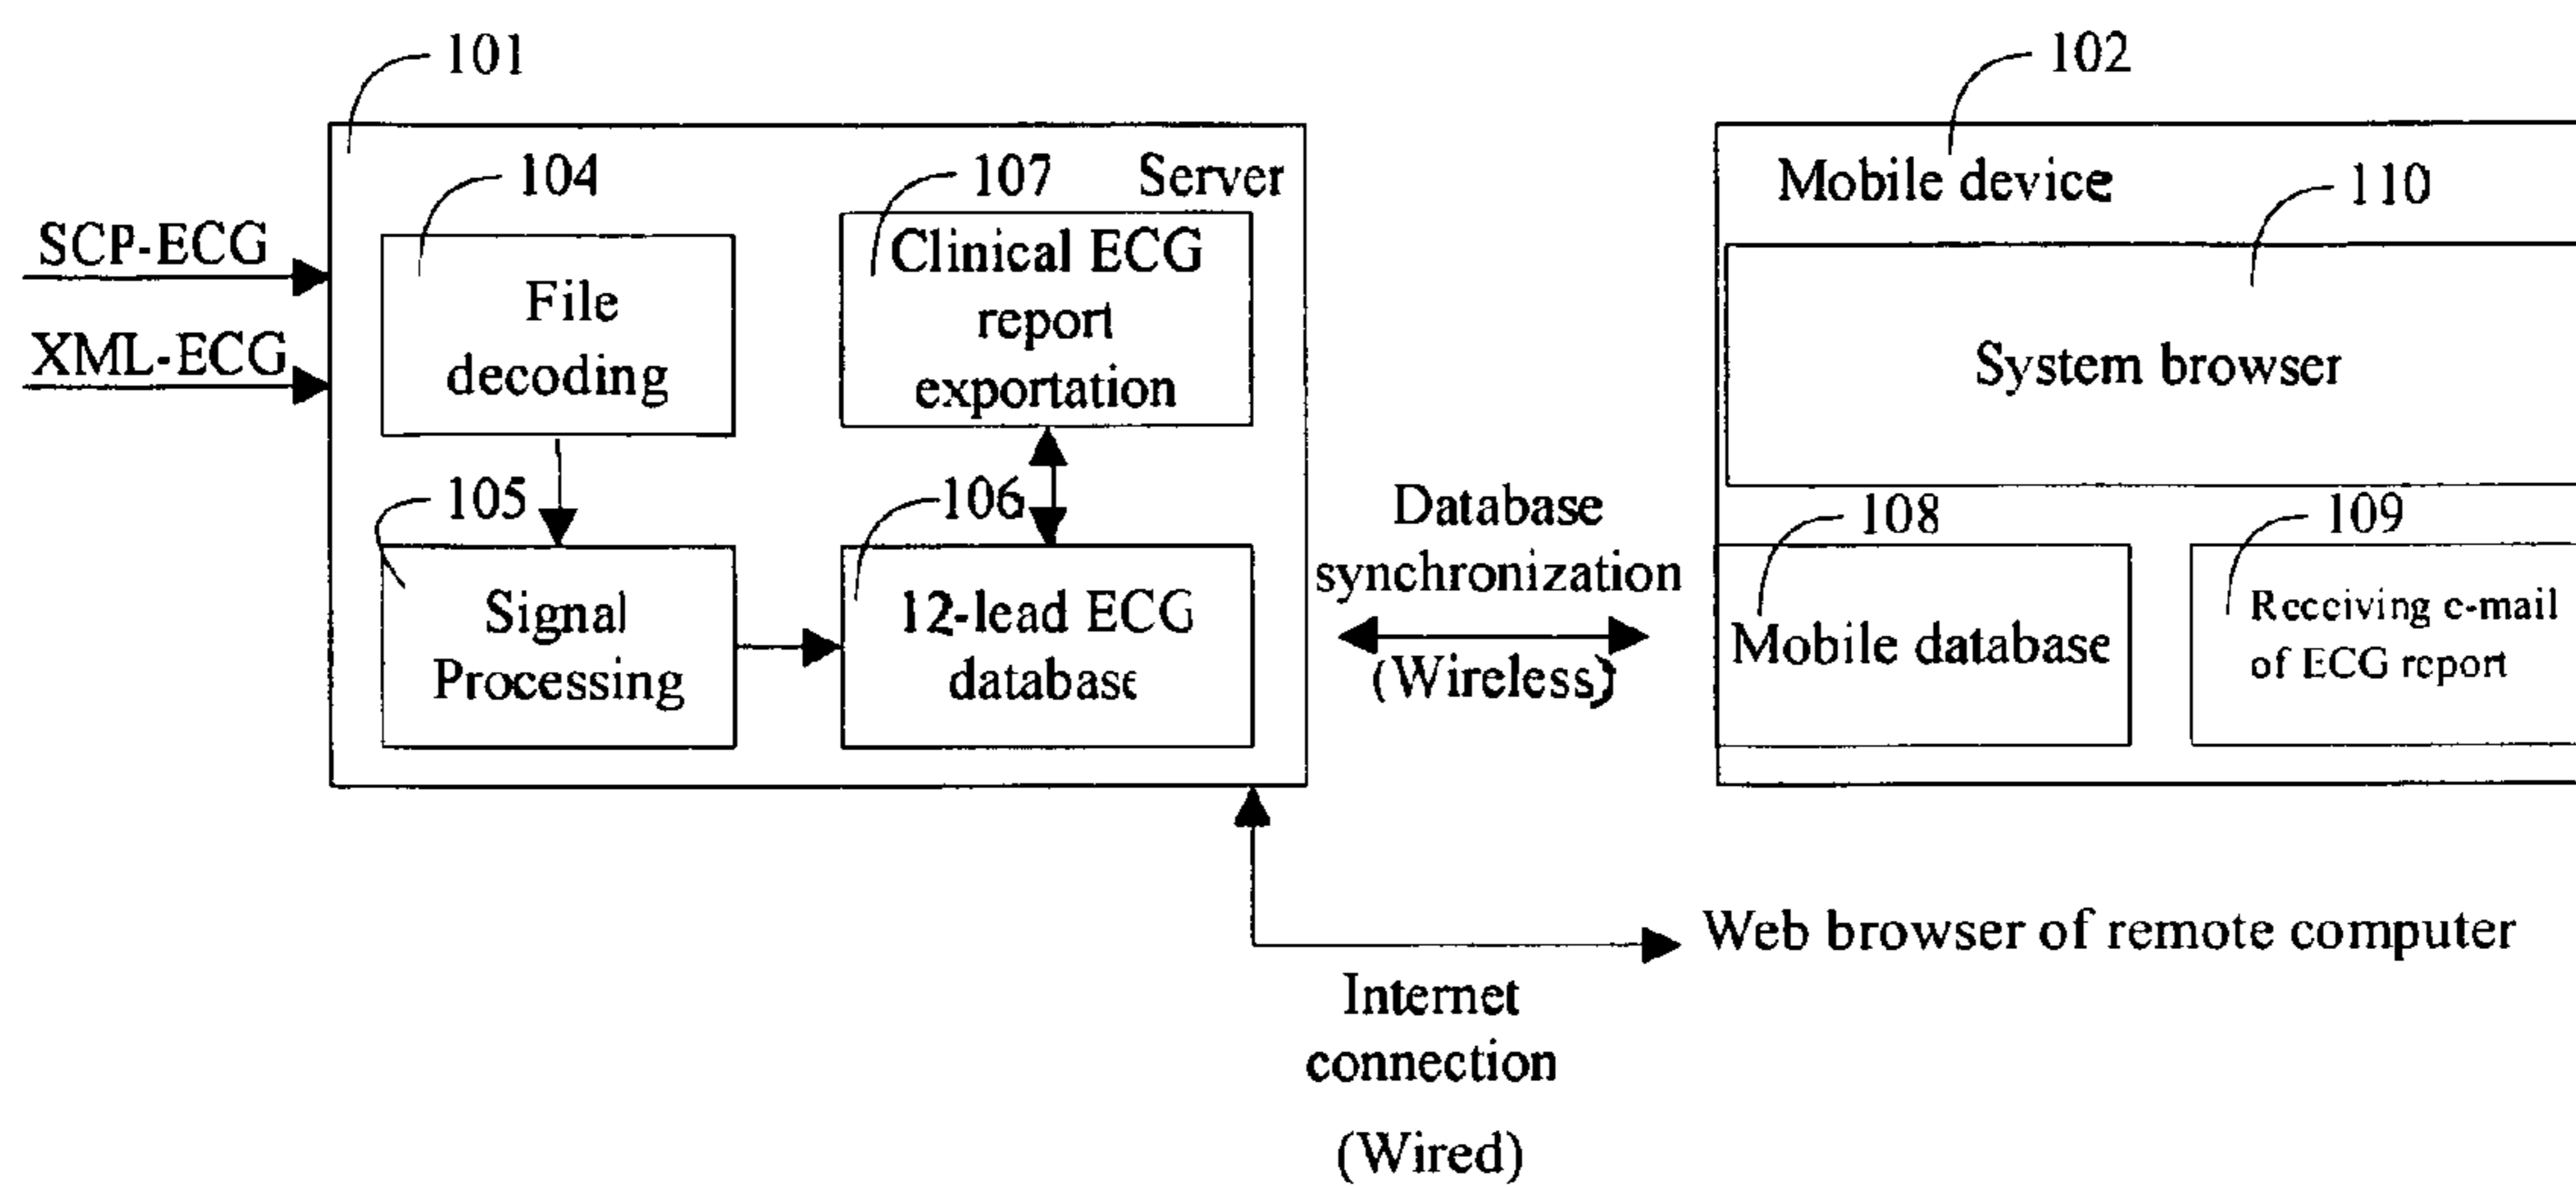 101
102
104
107
Server
Mobile device
110
SCP-ECG
XML-ECG
File
decoding
Clinical ECG
report
exportation
System browser
105
106
Signal
Processing
12-lead ECG
database
Database
synchronization
(Wireless)
108
109
Mobile database
Receiving e-mail
of ECG report
Web browser of remote computer
Internet
connection
(Wired)